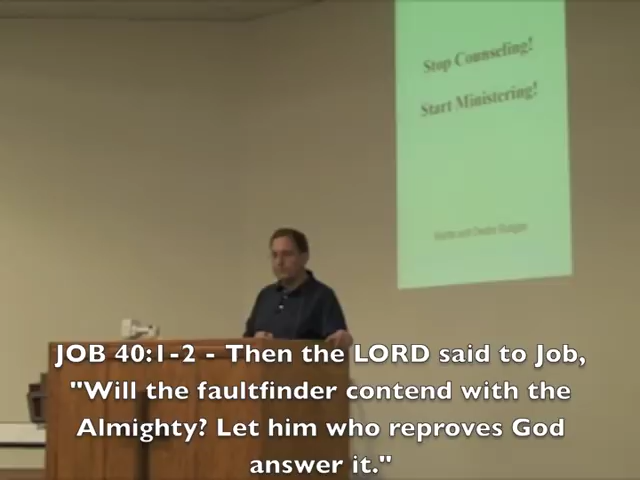 Stop Counseling!
Start Ministering!
JOB 40:1-2 - Then the LORD said to Job,
"Will the faultfinder contend with the
Almighty? Let him who reproves God
answer it."